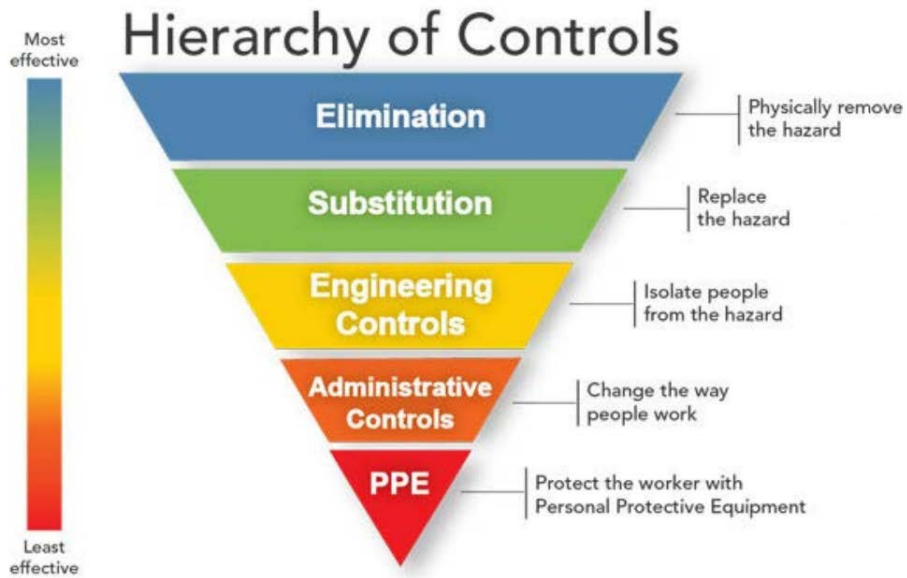 Hierarchy of Controls
Most
effective
Elimination
Physically remove
the hazard
Substitution
Replace
the hazard
Engineering
Controls
Isolate people
from the hazard
Administrative
Controls
Change the way
people work
PPE
Protect the worker with
Personal Protective Equipment
Least
effective